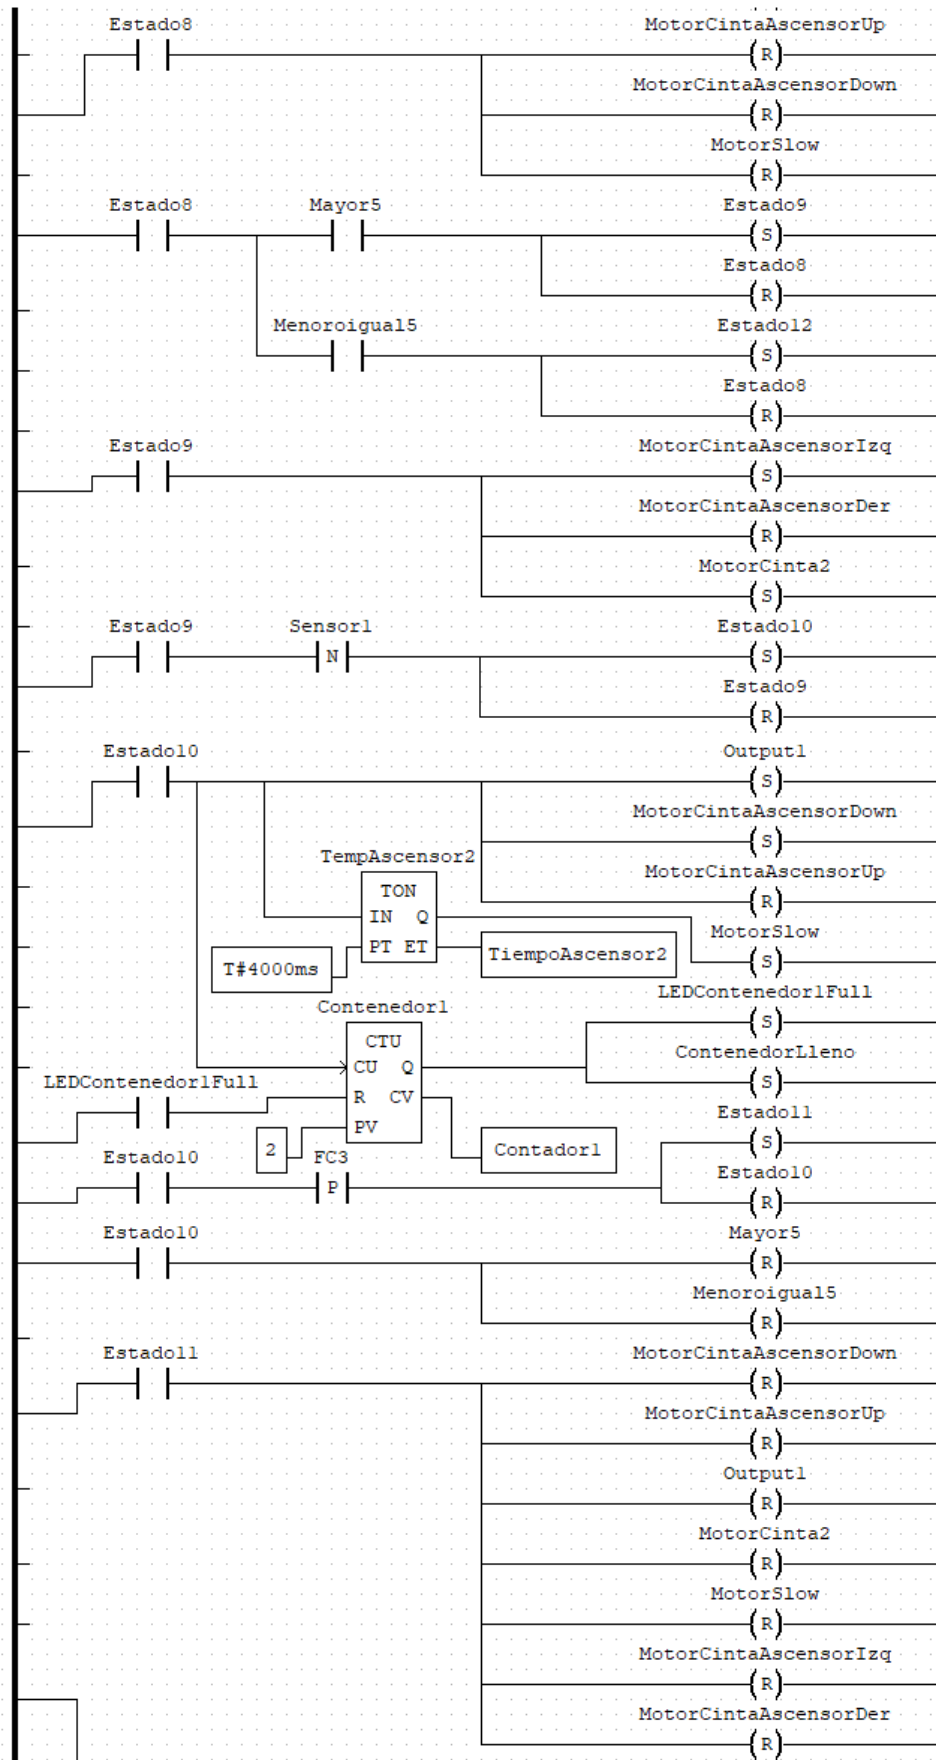 Estado8 MotorCintaAscensorUp
R
MotorCintaAscensorDown
R
MotorSlow
R
Estado8 Mayor5 Estado9
S
Estado8
R
Menoroigual5 Estado12
S
Estado8
R
Estado9 MotorCintaAscensorIzq
S
MotorCintaAscensorDer
R
MotorCinta2
S
Estado9 Sensor1 Estado10
N S
Estado9
R
Estado10 Output1
S
MotorCintaAscensorDown
S
TempAscensor2 MotorCintaAscensorUp
TON R
IN Q MotorSlow
PT ET TiempoAscensor2 S
T#4000ms
Contenedor1 LEDContenedor1Full
CTU S
CU Q ContenedorLleno
LEDContenedor1Full S
R CV Estado11
PV S
2 Contador1
Estado10 FC3 Estado10
P R
Estado10 Mayor5
R
Menoroigual5
R
Estado11 MotorCintaAscensorDown
R
MotorCintaAscensorUp
R
Output1
R
MotorCinta2
R
MotorSlow
R
MotorCintaAscensorIzq
R
MotorCintaAscensorDer
R